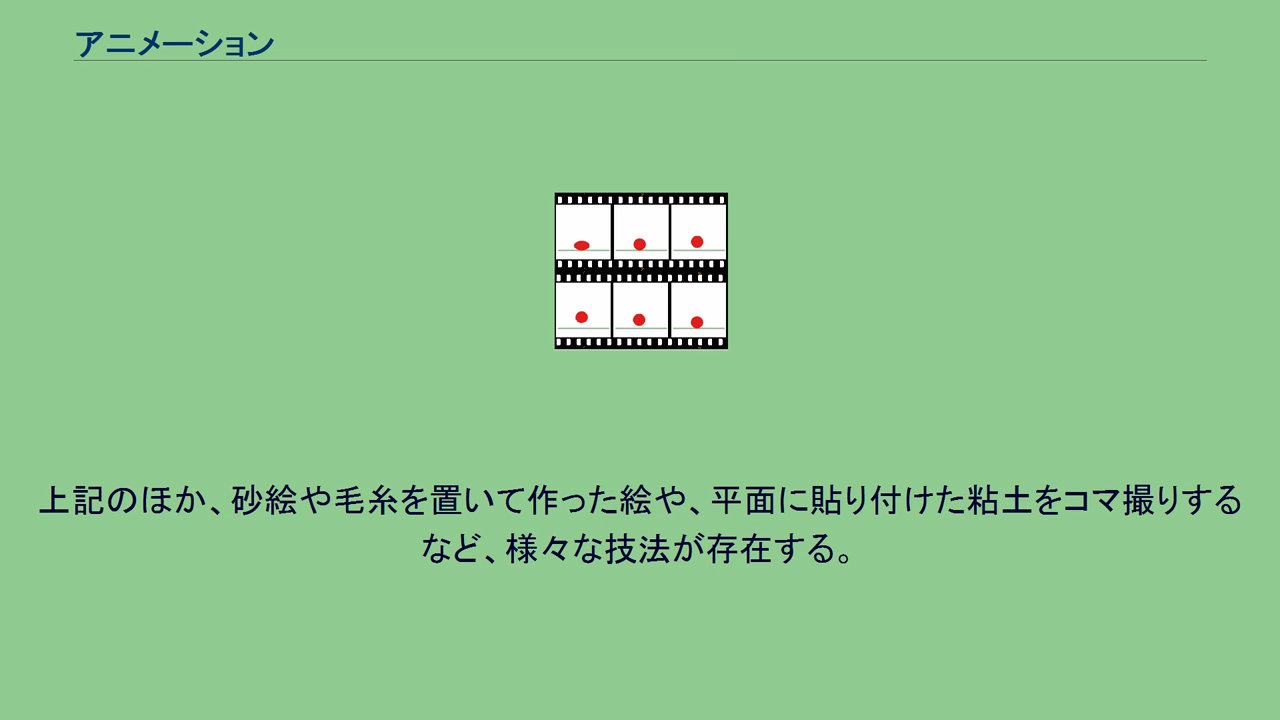 アニメーション
上記のほか、砂絵や毛糸を置いて作った絵や、平面に貼り付けた粘土をコマ撮りする
など、様々な技法が存在する。